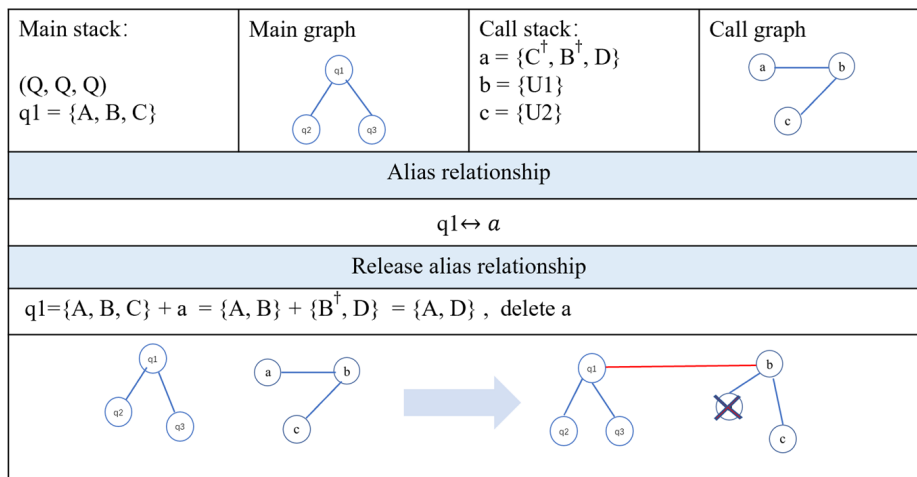 Main stack:
(Q, Q, Q)
q1 = {A, B, C}
Main graph
q1
q2
q3
Call stack:
a = {C†, B†, D}
b = {U1}
c = {U2}
Call graph
a
b
c
Alias relationship
q1↔ a
Release alias relationship
q1={A, B, C} + a = {A, B} + {B†, D} = {A, D} , delete a
q1
q2
q3
a
b
c
q1
q2
q3
b
c